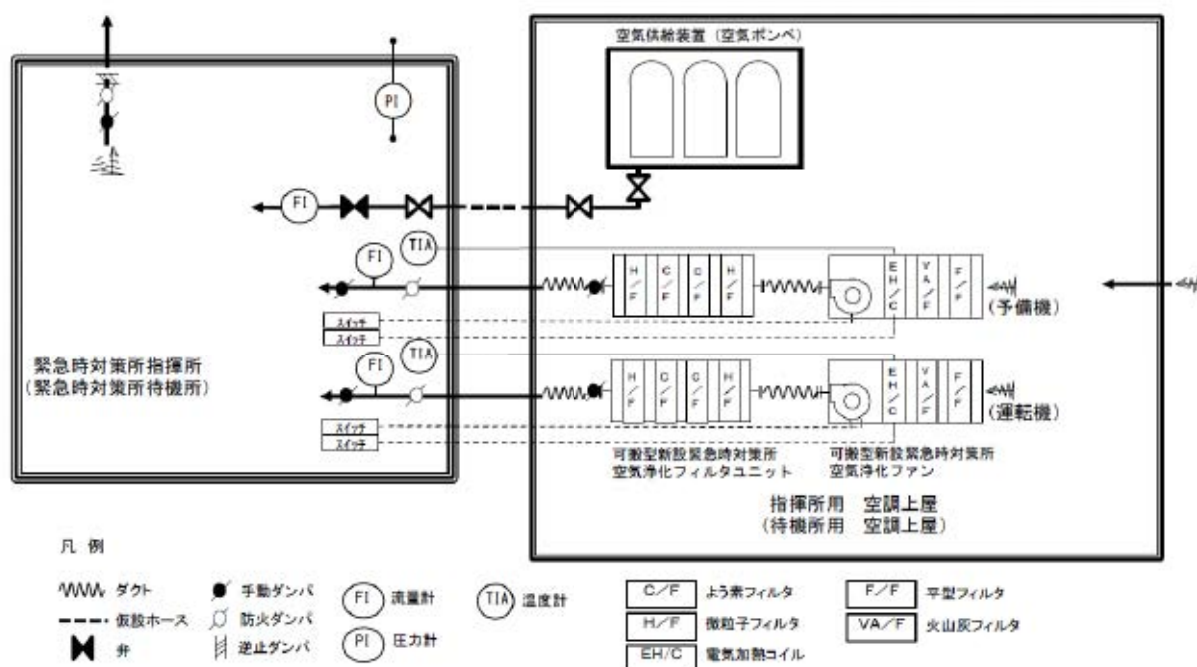 空気供給装置（空気ボンベ）
PI
FI
TIA
FI
H/F
C/F
C/F
H/F
EH/C
VA/F
F/F
（予備機）
スイッチ
スイッチ
TIA
FI
H/F
C/F
C/F
H/F
EH/C
VA/F
F/F
（運転機）
スイッチ
スイッチ
緊急時対策所指揮所
（緊急時対策所待機所）
可搬型新設緊急時対策所
空気浄化フィルタユニット
可搬型新設緊急時対策所
空気浄化ファン
指揮所用 空調上屋
（待機所用 空調上屋）
凡 例
ダクト
仮設ホース
弁
手動ダンパ
防火ダンパ
逆止ダンパ
FI 流量計
PI 圧力計
TIA 温度計
C/F よう素フィルタ
H/F 微粒子フィルタ
EH/C 電気加熱コイル
F/F 平型フィルタ
VA/F 火山灰フィルタ